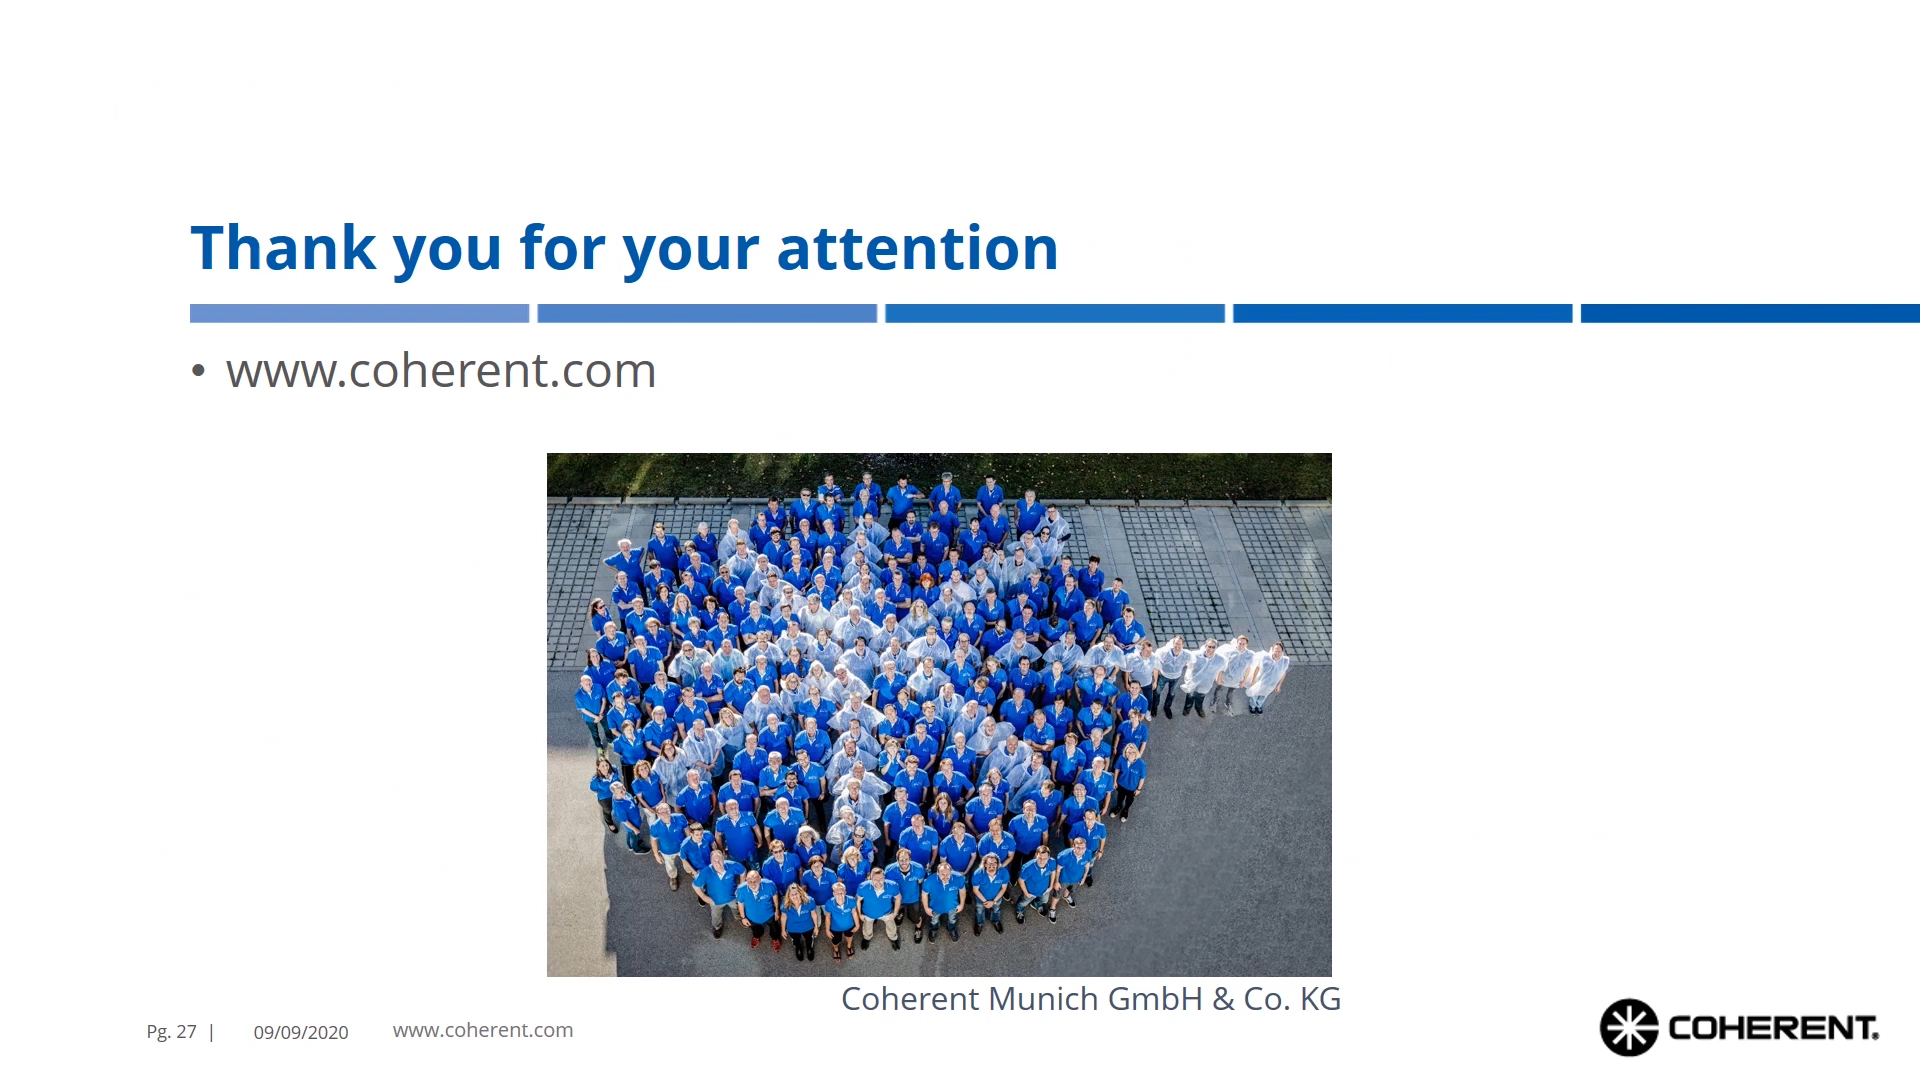 Thank you for your attention
• www.coherent.com
Coherent Munich GmbH & Co. KG
Pg. 27 | 09/09/2020 www.coherent.com
COHERENT.